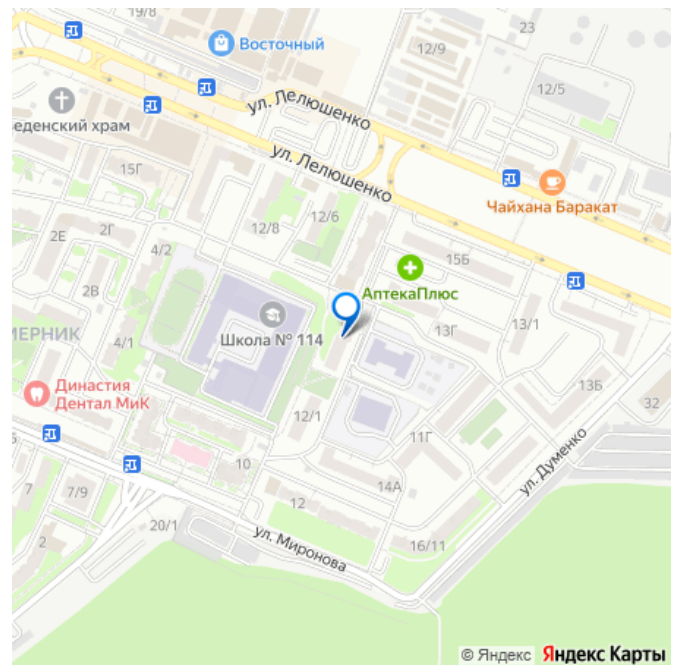 19/8
23
Восточный
12/9
12/5
ул. Лелюшенко
веденский храм
ул. Лелюшенко
15Г
Чайхана Баракат
12/6
12/8
2Е
2Г
4/2
15Б
АптекаПлюс
2В
МЕРНИК
Школа № 114
13Г
13/1
4/1
Династия
Дентал МиК
13Б
32
12/1
11Г
ул. Думенко
10
14А
7
7/9
12
20/1
ул. Миронова
2
16/11
© Яндекс Яндекс Карты